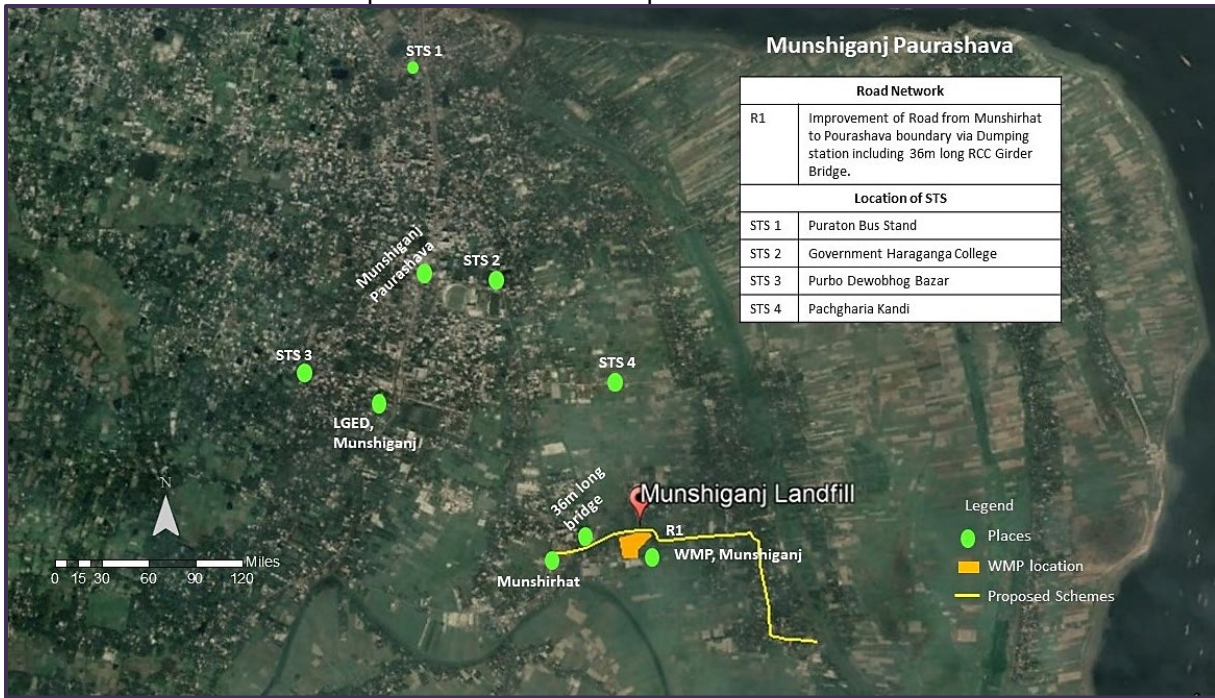 STS 1
Munshiganj Paurashava
Road Network
R1
Improvement of Road from Munshirhat
to Pourashava boundary via Dumping
station including 36m long RCC Girder
Bridge.
Location of STS
STS 1 Puraton Bus Stand
STS 2 Government Haraganga College
STS 3 Purbo Dewobhog Bazar
STS 4 Pachgharia Kandi
Munshiganj
Paurashava
STS 2
STS 3
STS 4
LGED,
Munshiganj
36m long
bridge
Munshiganj Landfill
R1
WMP, Munshiganj
Munshirhat
N
Miles
0 15 30 60 90 120
Legend
Places
WMP location
Proposed Schemes